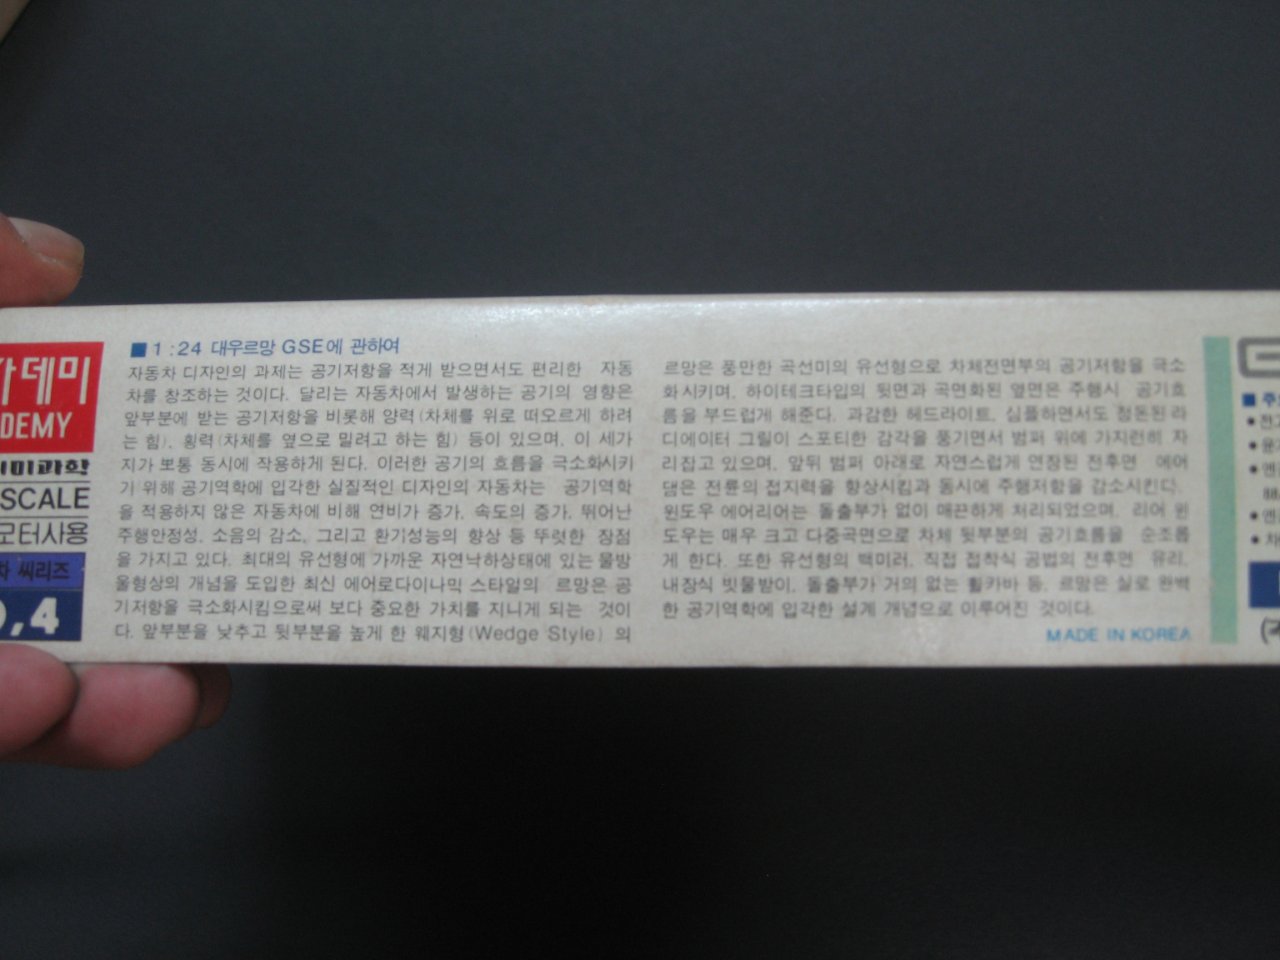 카데미
DEMY
미과학
SCALE
모터사용
차 씨리즈
0,4
■ 1 : 24 대우르망 GSE에 관하여
자동차 디자인의 과제는 공기저항을 적게 받으면서도 편리한 자동
차를 창조하는 것이다. 달리는 자동차에서 발생하는 공기의 영향은
앞부분에 받는 공기저항을 비롯해 양력(차체를 위로 떠오르게 하려
는 힘), 횡력(차체를 옆으로 밀려고 하는 힘) 등이 있으며, 이 세가
지가 뽀통 동시에 작용하게 된다. 이러한 공기의 흐름을 극소화시키
기 위해 공기역학에 입각한 실질적인 디자인의 자동차는 공기역학
을 적용하지 않은 자동차에 비해 연비가 증가, 속도의 증가, 뛰어난
주행안정성, 소음의 감소, 그리고 환기성능의 향상 등 뚜렷한 장점
을 가지고 있다. 최대의 유선형에 가까운 자연낙하상태에 있는 물방
울형상의 개념을 도입한 최신 에어로다이나믹 스타일의 르망은 공
기저항을 극소화시킴으로써 보다 중요한 가치를 지니게 되는 것이
다. 앞부분을 낮추고 뒷부분을 높게 한 웨지형(Wedge Style) 의
르망은 풍만한 곡선미의 유선형으로 차체전면부의 공기저항을 극소
화시키며, 하이테크타입의 뒷면과 곡면화된 옆면은 주행시 공기흐
름을 부드럽게 해준다. 과감한 헤드라이트, 심플하면서도 정돈된 라
디에이터 그릴이 스포티한 감각을 풍기면서 범퍼 위에 가지런히 자
리잡고 있으며, 앞뒤 범퍼 아래로 자연스럽게 연장된 전후면 에어
댐은 전륜의 접지력을 향상시킴과 동시에 주행저항을 감소시킨다.
윈도우 에어리어는 돌출부가 없이 매끈하게 처리되었으며, 리어 윈
도우는 매우 크고 다중곡면으로 차체 뒷부분의 공기흐름을 순조롭
게 한다. 또한 유선형의 백미러, 직접 접착식 공법의 전후면 유리,
내장식 빗물받이, 돌출부가 거의 없는 휠카바 등, 르망은 실로 완벽
한 공기역학에 입각한 설계 개념으로 이루어진 것이다.
MADE IN KOREA
■ 주